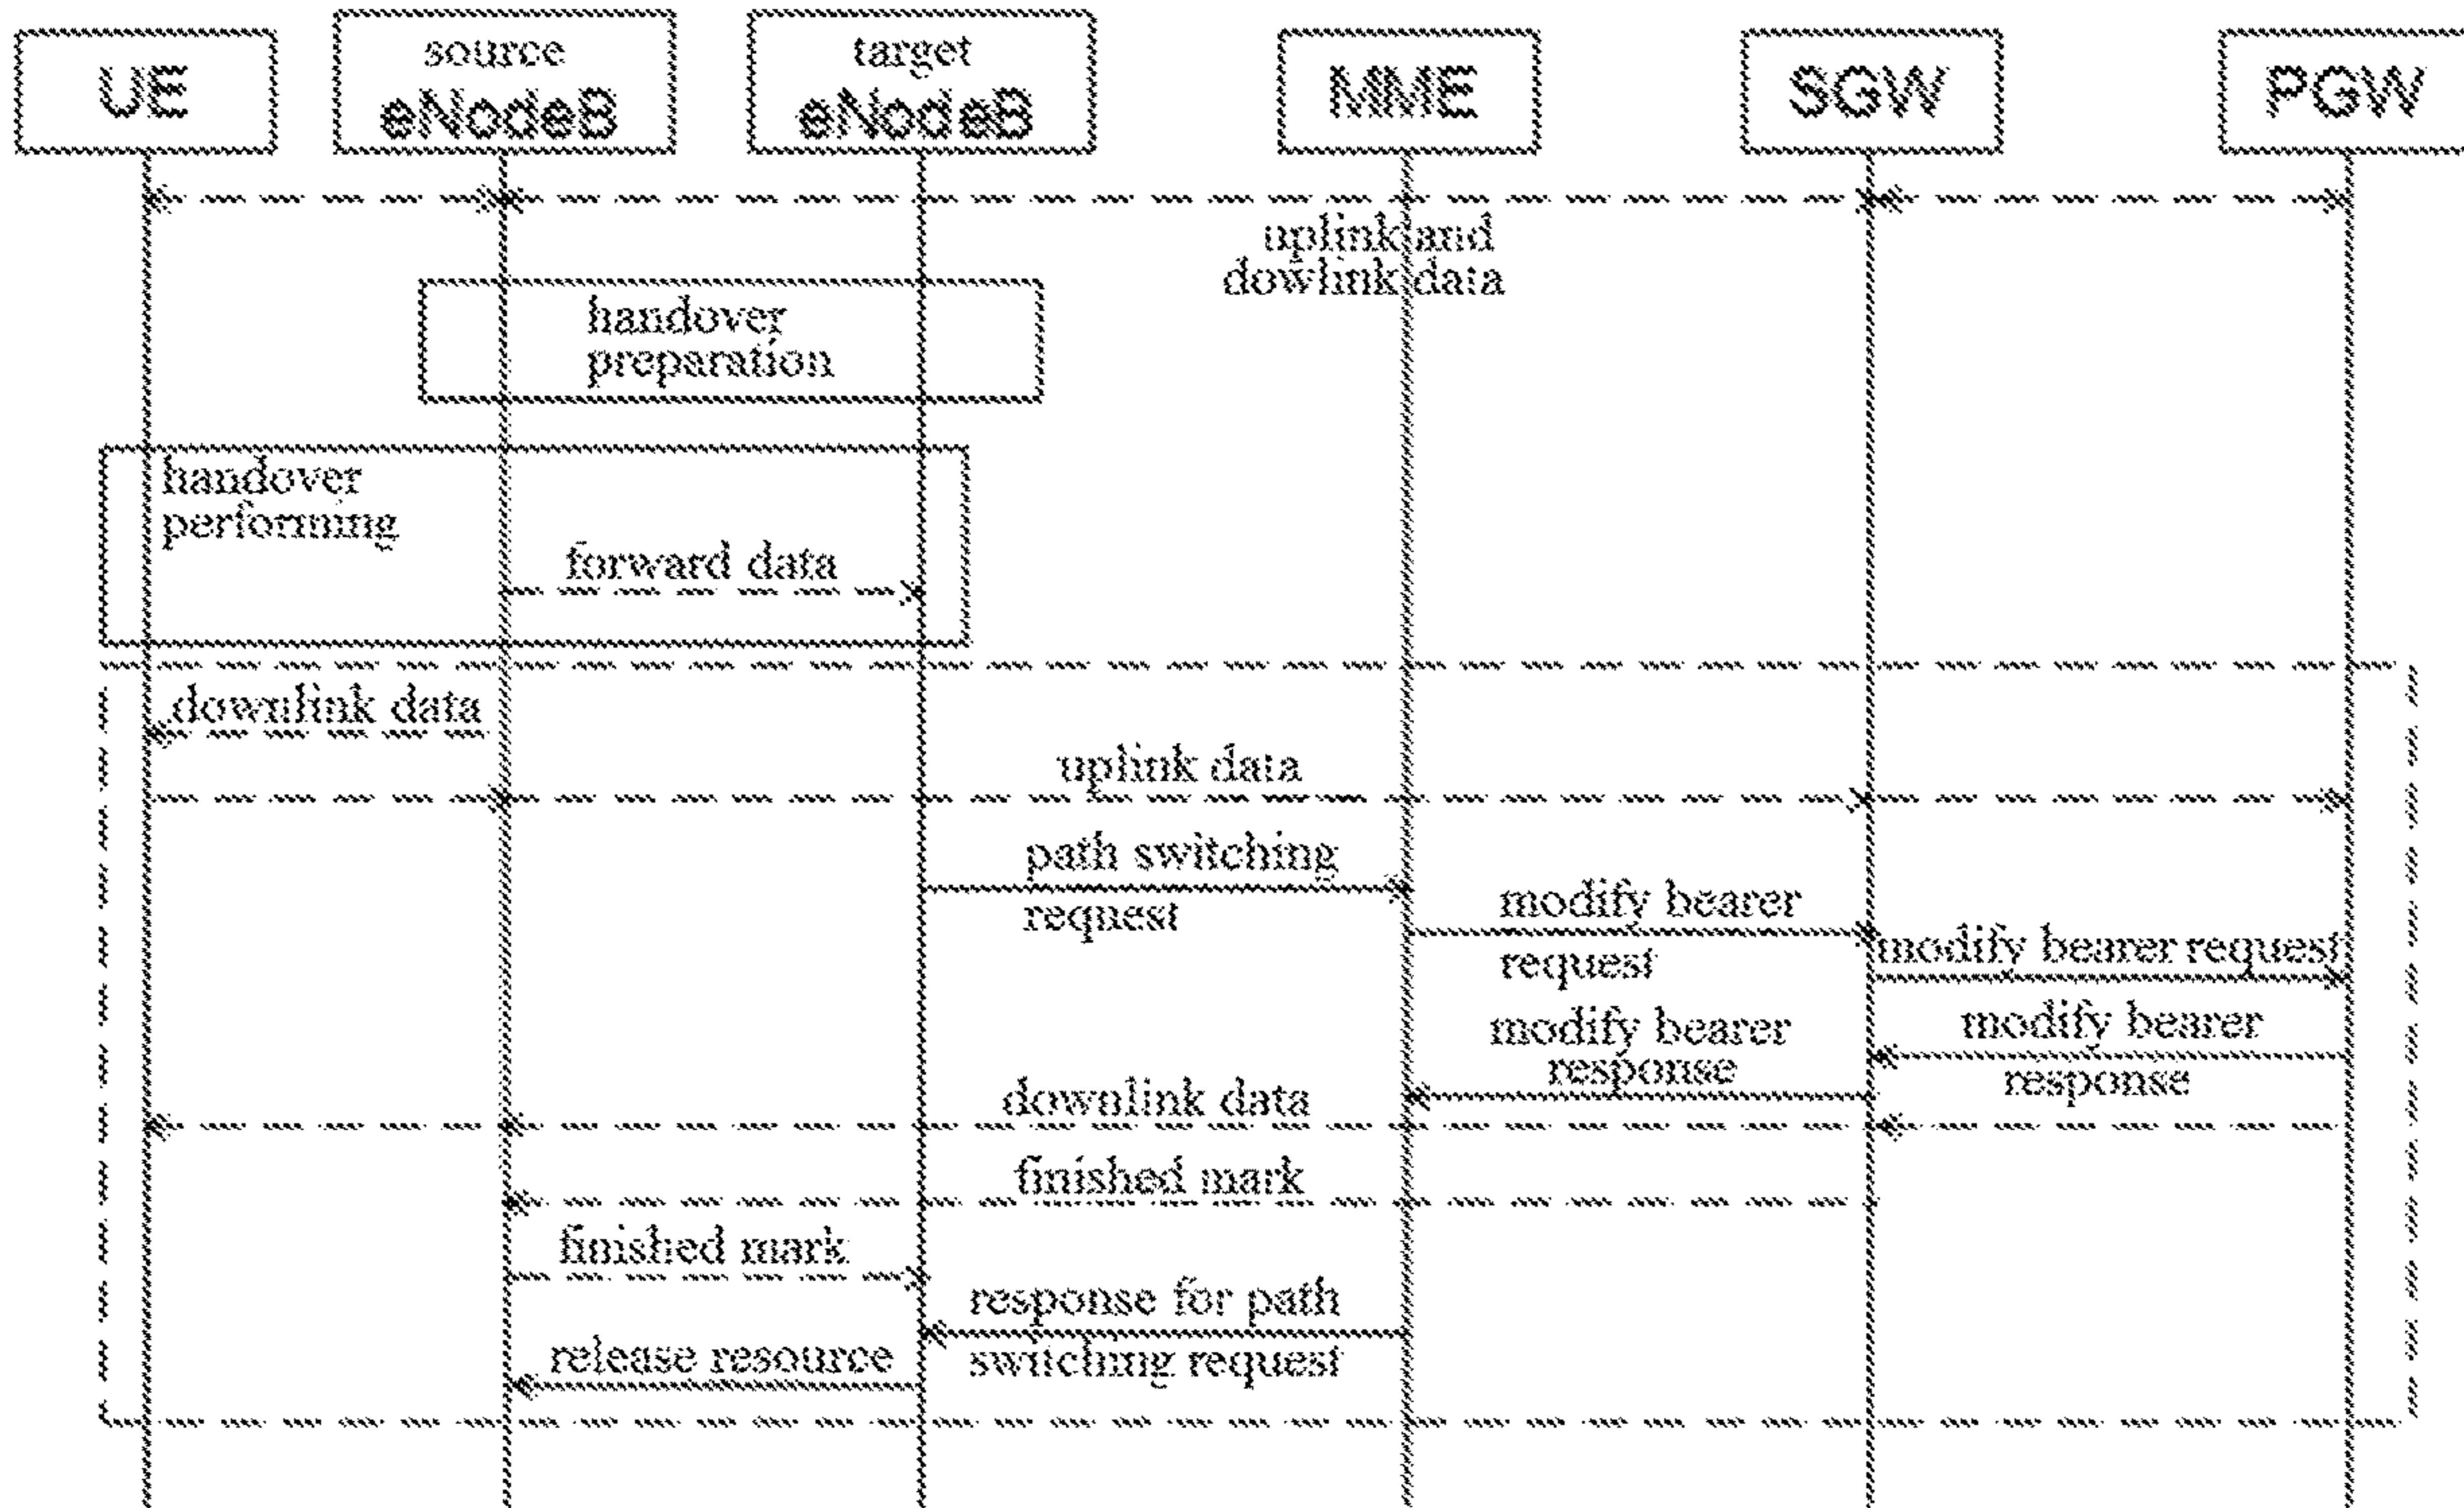 UE
source
eNodeB
target
eNodeB
MME
SGW
PGW
uplink and
dowlink data
handover
preparation
handover
performing
forward data
downlink data
uplink data
path switching
request
modify bearer
request
modify bearer request
modify bearer
response
modify bearer
response
downlink data
finished mark
finished mark
response for path
switching request
release resource